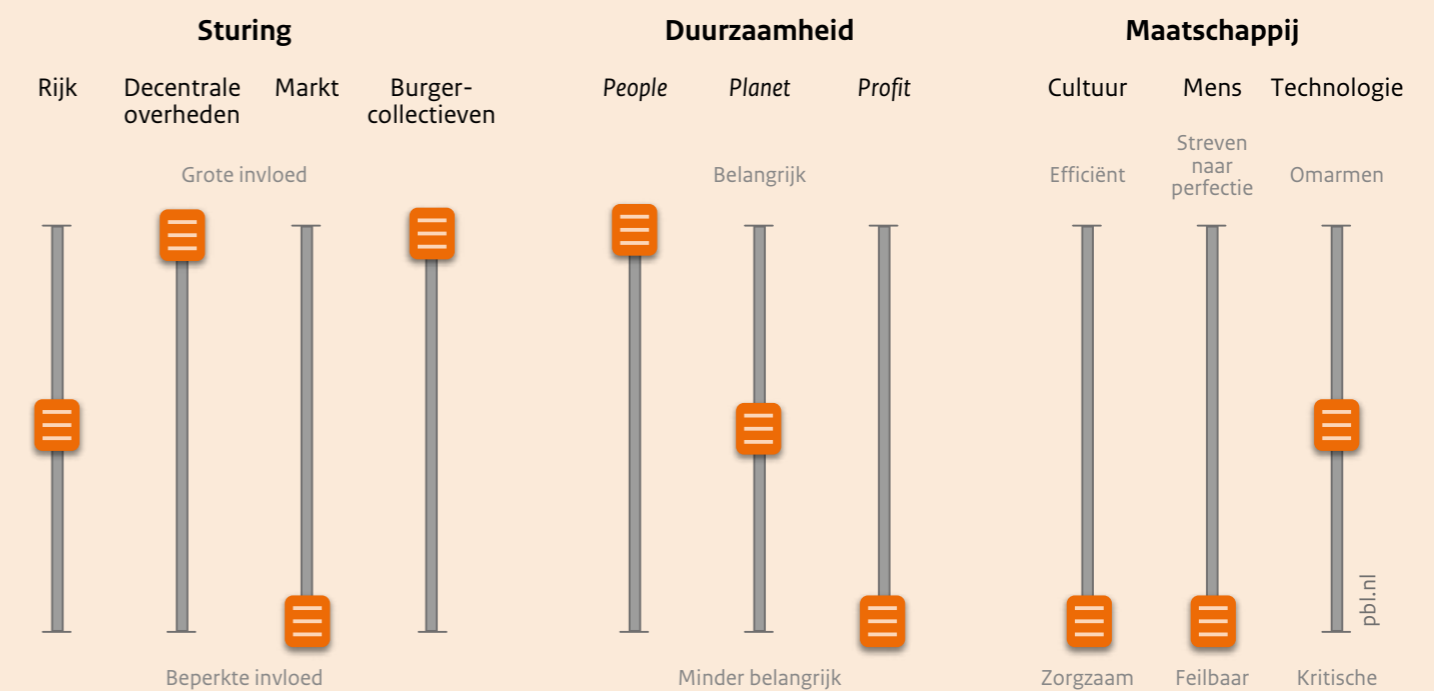 Sturing
Duurzaamheid
Maatschappij
Rijk
Decentrale
overheden
Markt
Burger-
collectieven
People
Planet
Profit
Cultuur
Mens
Technologie
Grote invloed
Belangrijk
Efficiënt
Streven
naar
perfectie
Omarmen
Beperkte invloed
Minder belangrijk
Zorgzaam
Feilbaar
Kritische
pbl.nl